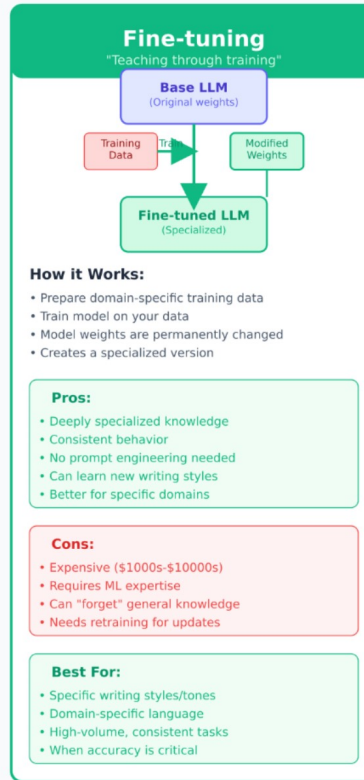 Fine-tuning
"Teaching through training"
Base LLM
(Original weights)
Training
Data
Train
Modified
Weights
Fine-tuned LLM
(Specialized)
How it Works:
• Prepare domain-specific training data
• Train model on your data
• Model weights are permanently changed
• Creates a specialized version
Pros:
• Deeply specialized knowledge
• Consistent behavior
• No prompt engineering needed
• Can learn new writing styles
• Better for specific domains
Cons:
• Expensive ($1000s-$10000s)
• Requires ML expertise
• Can "forget" general knowledge
• Needs retraining for updates
Best For:
• Specific writing styles/tones
• Domain-specific language
• High-volume, consistent tasks
• When accuracy is critical